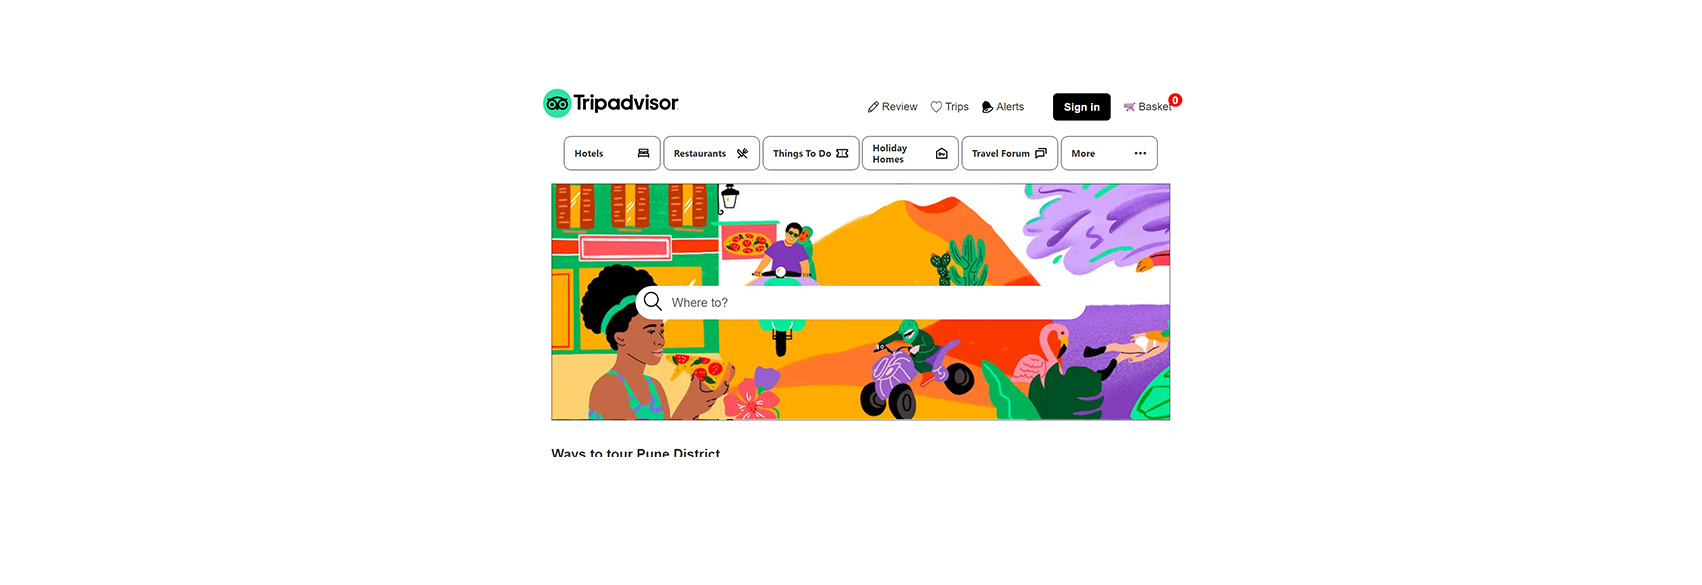 Tripadvisor
Review Trips Alerts Sign in Basket 0
Hotels Restaurants Things To Do Holiday Homes Travel Forum More
Where to?
Ways to tour Pune District